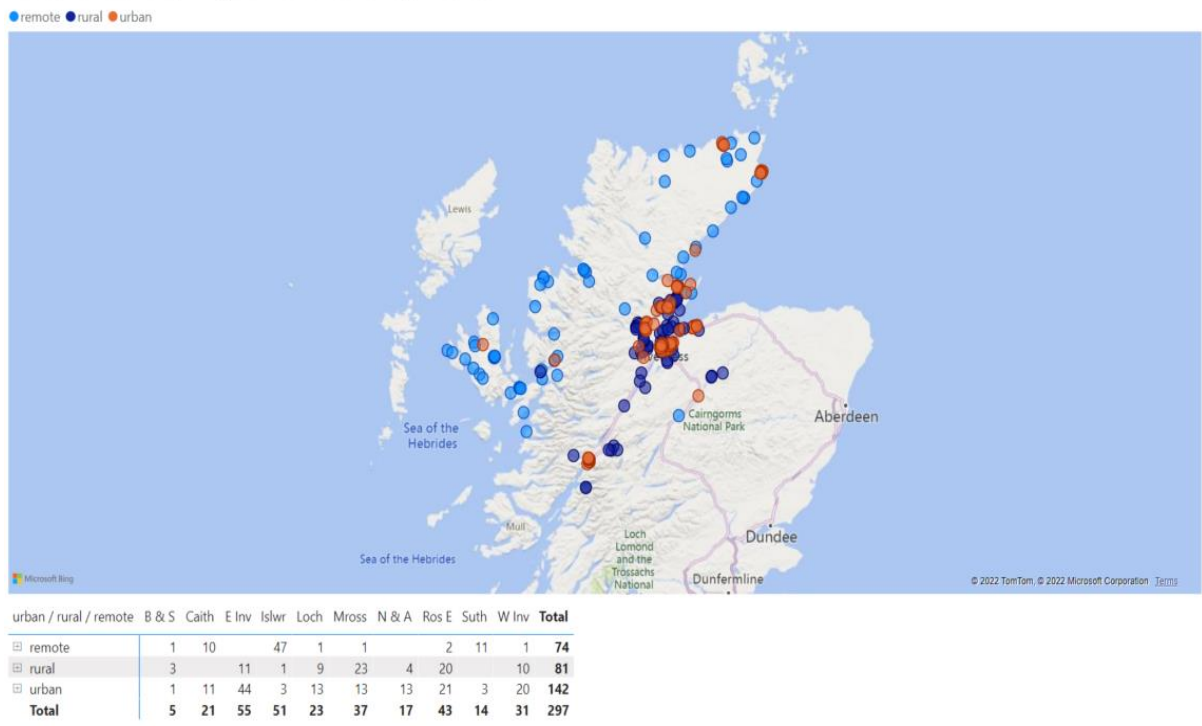 remote rural urban
Lewis
Cairngorms
National Park
Aberdeen
Sea of the
Hebrides
Mull
Dundee
Loch
Lomond
and the
Trossachs
National
Sea of the Hebrides
Dunfermline
Microsoft Bing
© 2022 TomTom, © 2022 Microsoft Corporation Terms
urban / rural / remote B & S Caith E Inv Islwr Loch Mross N & A Ros E Suth W Inv Total
remote 1 10 47 1 1 2 11 1 74
rural 3 11 1 9 23 4 20 10 81
urban 1 11 44 3 13 13 13 21 3 20 142
Total 5 21 55 51 23 37 17 43 14 31 297